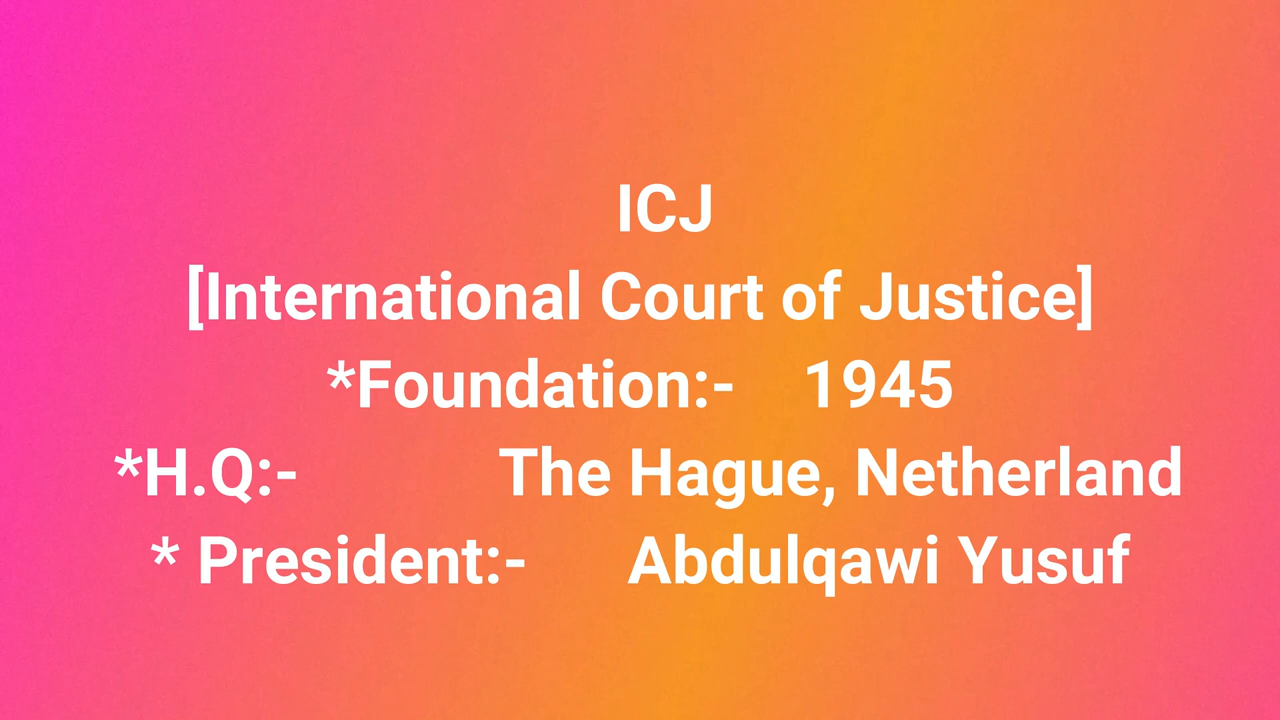 ICJ
[International Court of Justice]
*Foundation:- 1945
*H.Q:- The Hague, Netherland
* President:- Abdulqawi Yusuf